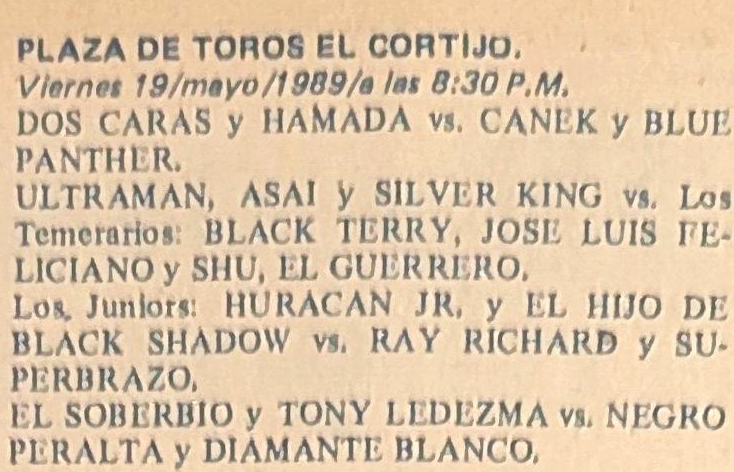 PLAZA DE TOROS EL CORTIJO.
Viernes 19/mayo/1989/a las 8:30 P.M.
DOS CARAS y HAMADA vs. CANEK y BLUE
PANTHER.
ULTRAMAN, ASAI y SILVER KING vs. Los
Temerarios: BLACK TERRY, JOSE LUIS FE-
LICIANO y SHU, EL GUERRERO.
Los, Juniors: HURACAN JR. y EL HIJO DE
BLACK SHADOW vs. RAY RICHARD y SU-
PERBRAZO.
EL SOBERBIO y TONY LEDEZMA vs. NEGRO
PERALTA y DIAMANTE BLANCO.